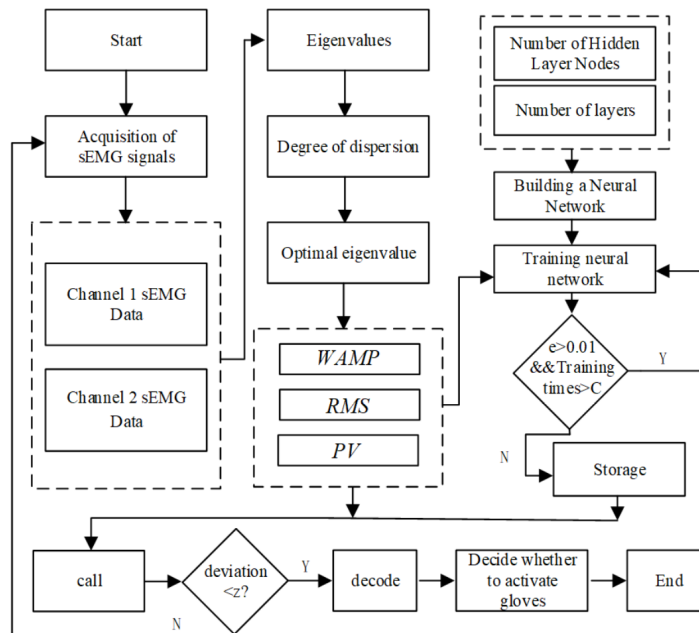 Start
Acquisition of
sEMG signals
Channel 1 sEMG
Data
Channel 2 sEMG
Data
Eigenvalues
Degree of dispersion
Optimal eigenvalue
WAMP
RMS
PV
Number of Hidden
Layer Nodes
Number of layers
Building a Neural
Network
Training neural
network
e>0.01
&&Training
times>C
Y
N
Storage
call
deviation
<z?
Y
N
decode
Decide whether
to activate
gloves
End